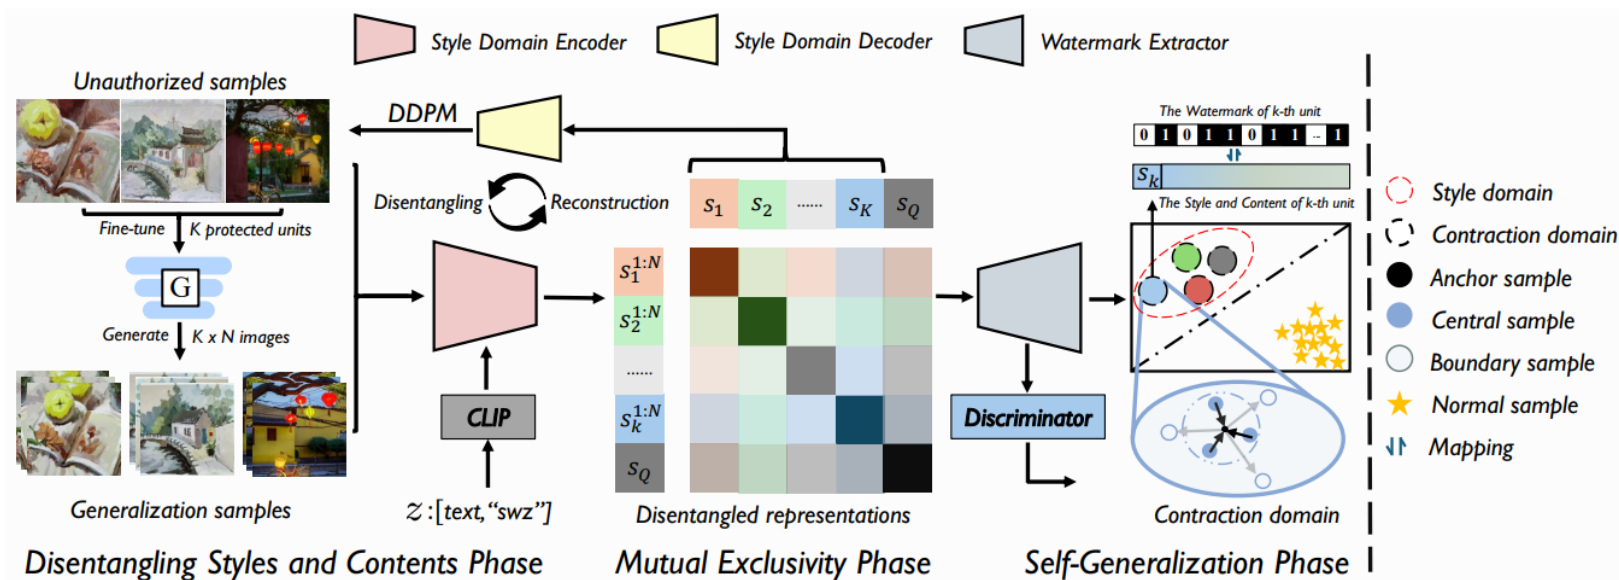 Style Domain Encoder
Style Domain Decoder
Watermark Extractor
Unauthorized samples
DDPM
Fine-tune
K protected units
G
Generate
K x N images
Generalization samples
Disentangling
Reconstruction
CLIP
z :[text,“swz”]
S1
S2
......
SK
SQ
S1^1:N
S2^1:N
......
Sk^1:N
SQ
Disentangled representations
Discriminator
The Watermark of k-th unit
0 1 0 1 1 0 1 1 ... 1
Sk
The Style and Content of k-th unit
Contraction domain
Style domain
Contraction domain
Anchor sample
Central sample
Boundary sample
Normal sample
Mapping
Disentangling Styles and Contents Phase
Mutual Exclusivity Phase
Self-Generalization Phase